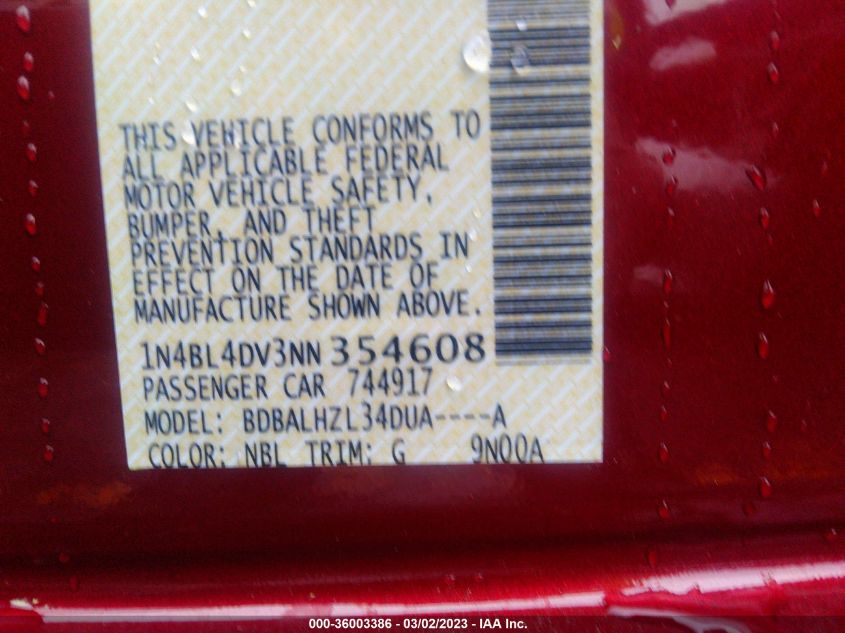 THIS VEHICLE CONFORMS TO
ALL APPLICABLE FEDERAL
MOTOR VEHICLE SAFETY,
BUMPER, AND THEFT
PREVENTION STANDARDS IN
EFFECT ON THE DATE OF
MANUFACTURE SHOWN ABOVE.
1N4BL4DV3NN354608
PASSENGER CAR 744917
MODEL: BDBALHZL34DUA----A
COLOR: NBL TRIM: G 9N00A
000-36003386 - 03/02/2023 - IAA Inc.